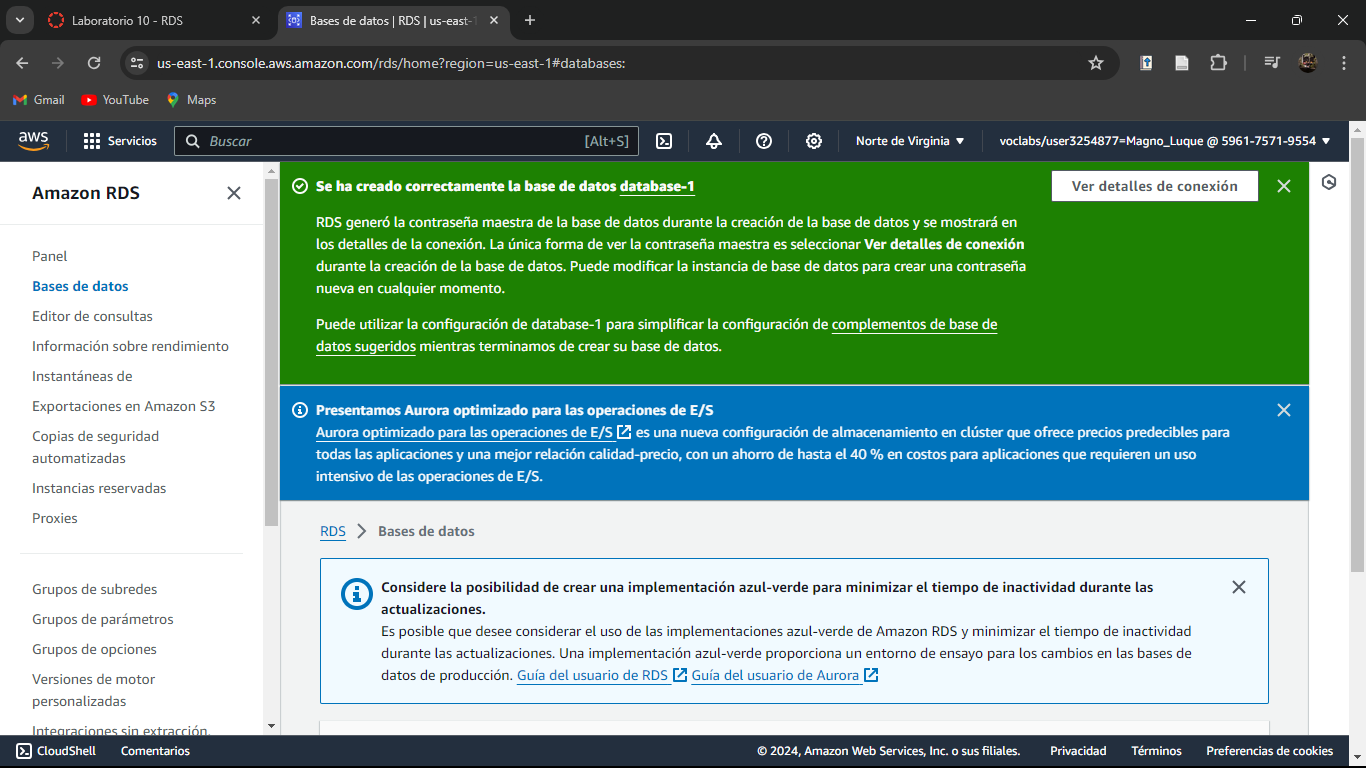 Laboratorio 10 - RDS
Bases de datos | RDS | us-east-1
us-east-1.console.aws.amazon.com/rds/home?region=us-east-1#databases:
Gmail
YouTube
Maps
aws
Servicios
Buscar
[Alt+S]
Norte de Virginia
voclabs/user3254877=Magno_Luque @ 5961-7571-9554
Amazon RDS
Panel
Bases de datos
Editor de consultas
Información sobre rendimiento
Instantáneas de
Exportaciones en Amazon S3
Copias de seguridad
automatizadas
Instancias reservadas
Proxies
Grupos de subredes
Grupos de parámetros
Grupos de opciones
Versiones de motor
personalizadas
Integraciones sin extracción,
Se ha creado correctamente la base de datos database-1
Ver detalles de conexión
RDS generó la contraseña maestra de la base de datos durante la creación de la base de datos y se mostrará en
los detalles de la conexión. La única forma de ver la contraseña maestra es seleccionar Ver detalles de conexión
durante la creación de la base de datos. Puede modificar la instancia de base de datos para crear una contraseña
nueva en cualquier momento.
Puede utilizar la configuración de database-1 para simplificar la configuración de complementos de base de
datos sugeridos mientras terminamos de crear su base de datos.
Presentamos Aurora optimizado para las operaciones de E/S
Aurora optimizado para las operaciones de E/S es una nueva configuración de almacenamiento en clúster que ofrece precios predecibles para
todas las aplicaciones y una mejor relación calidad-precio, con un ahorro de hasta el 40 % en costos para aplicaciones que requieren un uso
intensivo de las operaciones de E/S.
RDS
Bases de datos
Considere la posibilidad de crear una implementación azul-verde para minimizar el tiempo de inactividad durante las
actualizaciones.
Es posible que desee considerar el uso de las implementaciones azul-verde de Amazon RDS y minimizar el tiempo de inactividad
durante las actualizaciones. Una implementación azul-verde proporciona un entorno de ensayo para los cambios en las bases de
datos de producción. Guía del usuario de RDS Guía del usuario de Aurora
CloudShell
Comentarios
© 2024, Amazon Web Services, Inc. o sus filiales.
Privacidad
Términos
Preferencias de cookies